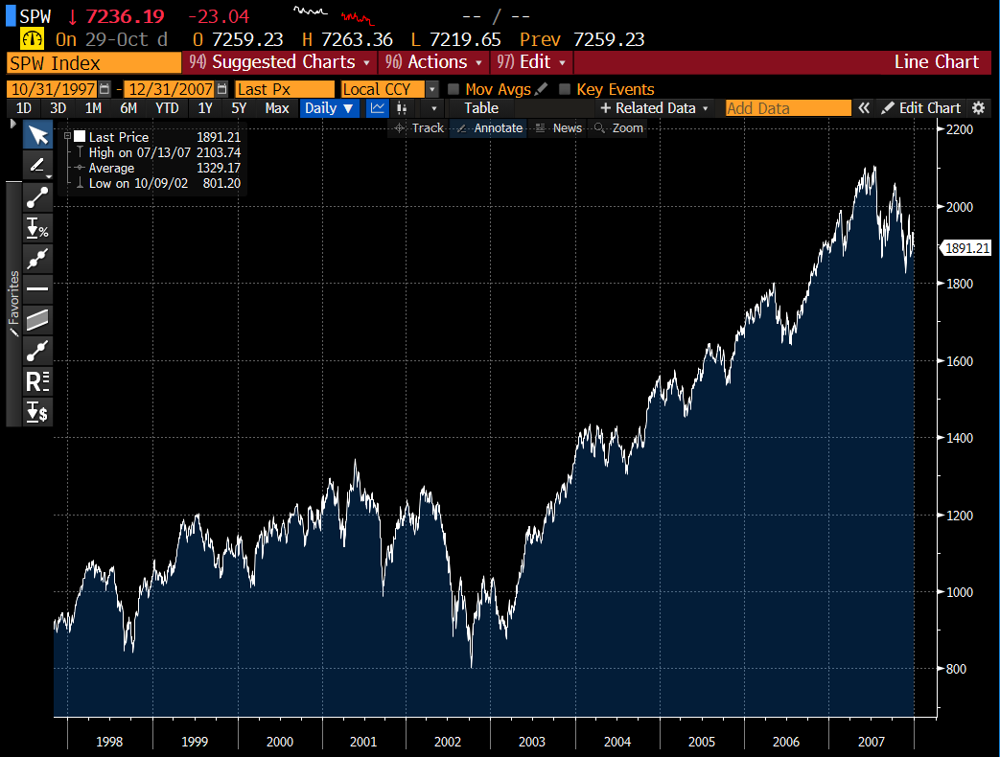 SPW ↓ 7236.19 -23.04 -- / --
On 29-Oct d O 7259.23 H 7263.36 L 7219.65 Prev 7259.23
SPW Index 94) Suggested Charts 96) Actions 97) Edit Line Chart
10/31/1997 - 12/31/2007 Last Px Local CCY Mov Avgs Key Events
1D 3D 1M 6M YTD 1Y 5Y Max Daily ▼ Table + Related Data Add Data « Edit Chart
Track Annotate News Zoom
Last Price 1891.21
High on 07/13/07 2103.74
Average 1329.17
Low on 10/09/02 801.20
Favorites
%
R
$
2200
2000
1891.21
1800
1600
1400
1200
1000
800
1998 1999 2000 2001 2002 2003 2004 2005 2006 2007